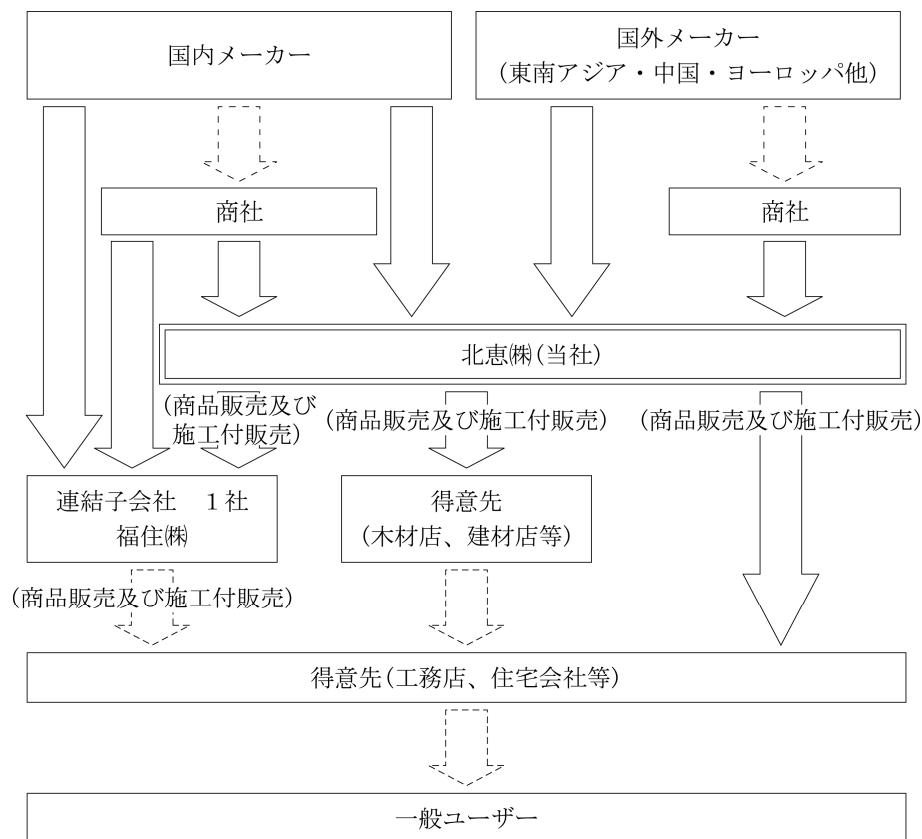 国内メーカー
国外メーカー
(東南アジア・中国・ヨーロッパ他)
商社
商社
北恵㈱(当社)
(商品販売及び
施工付販売)
(商品販売及び施工付販売)
(商品販売及び施工付販売)
連結子会社　1社
福住㈱
得意先
(木材店、建材店等)
(商品販売及び施工付販売)
得意先(工務店、住宅会社等)
一般ユーザー